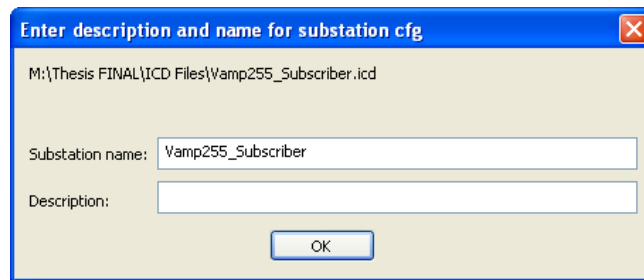 Enter description and name for substation cfg
M:\Thesis FINAL\ICD Files\Vamp255_Subscriber.icd
Substation name: Vamp255_Subscriber
Description:
OK